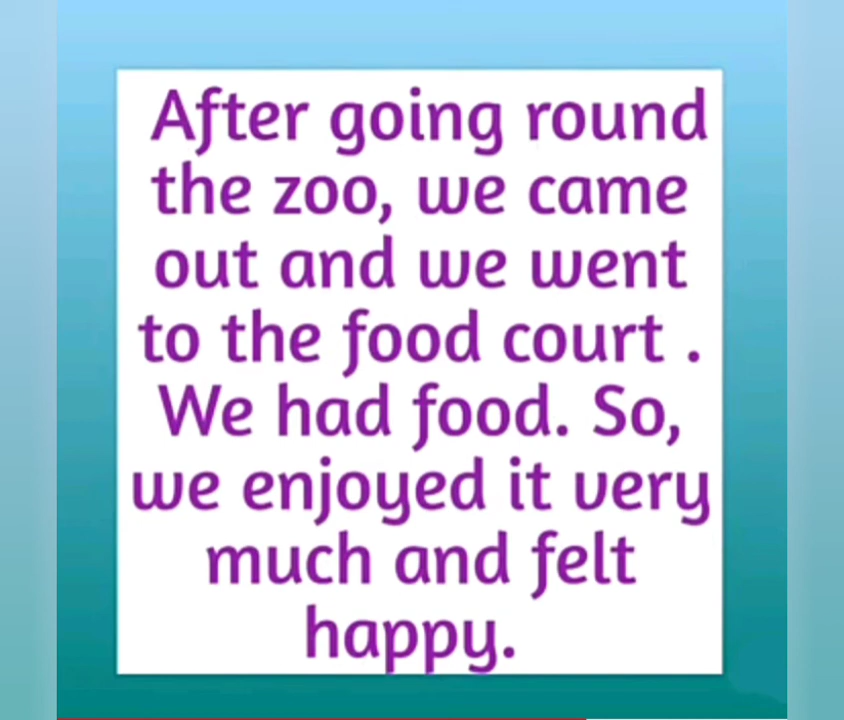 After going round
the zoo, we came
out and we went
to the food court .
We had food. So,
we enjoyed it very
much and felt
happy.